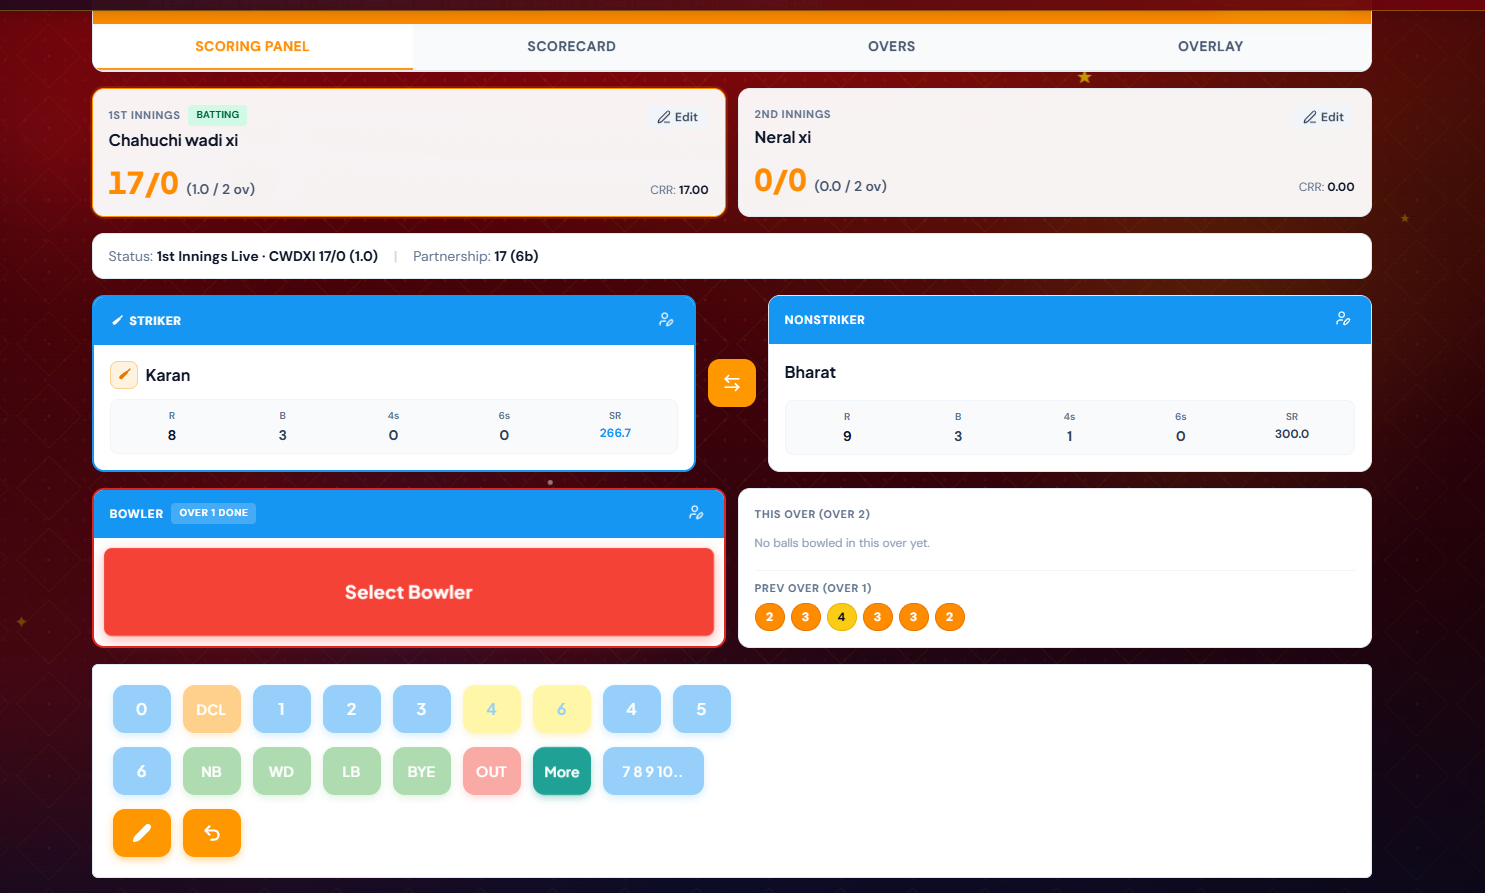 SCORING PANEL SCORECARD OVERS OVERLAY
1ST INNINGS BATTING Edit
Chahuchi wadi xi
17/0 (1.0 / 2 ov) CRR: 17.00
2ND INNINGS Edit
Neral xi
0/0 (0.0 / 2 ov) CRR: 0.00
Status: 1st Innings Live · CWDXI 17/0 (1.0) | Partnership: 17 (6b)
STRIKER
Karan
R B 4s 6s SR
8 3 0 0 266.7
NONSTRIKER
Bharat
R B 4s 6s SR
9 3 1 0 300.0
BOWLER OVER 1 DONE
Select Bowler
THIS OVER (OVER 2)
No balls bowled in this over yet.
PREV OVER (OVER 1)
2 3 4 3 3 2
0 DCL 1 2 3 4 6 4 5
6 NB WD LB BYE OUT More 7 8 9 10..